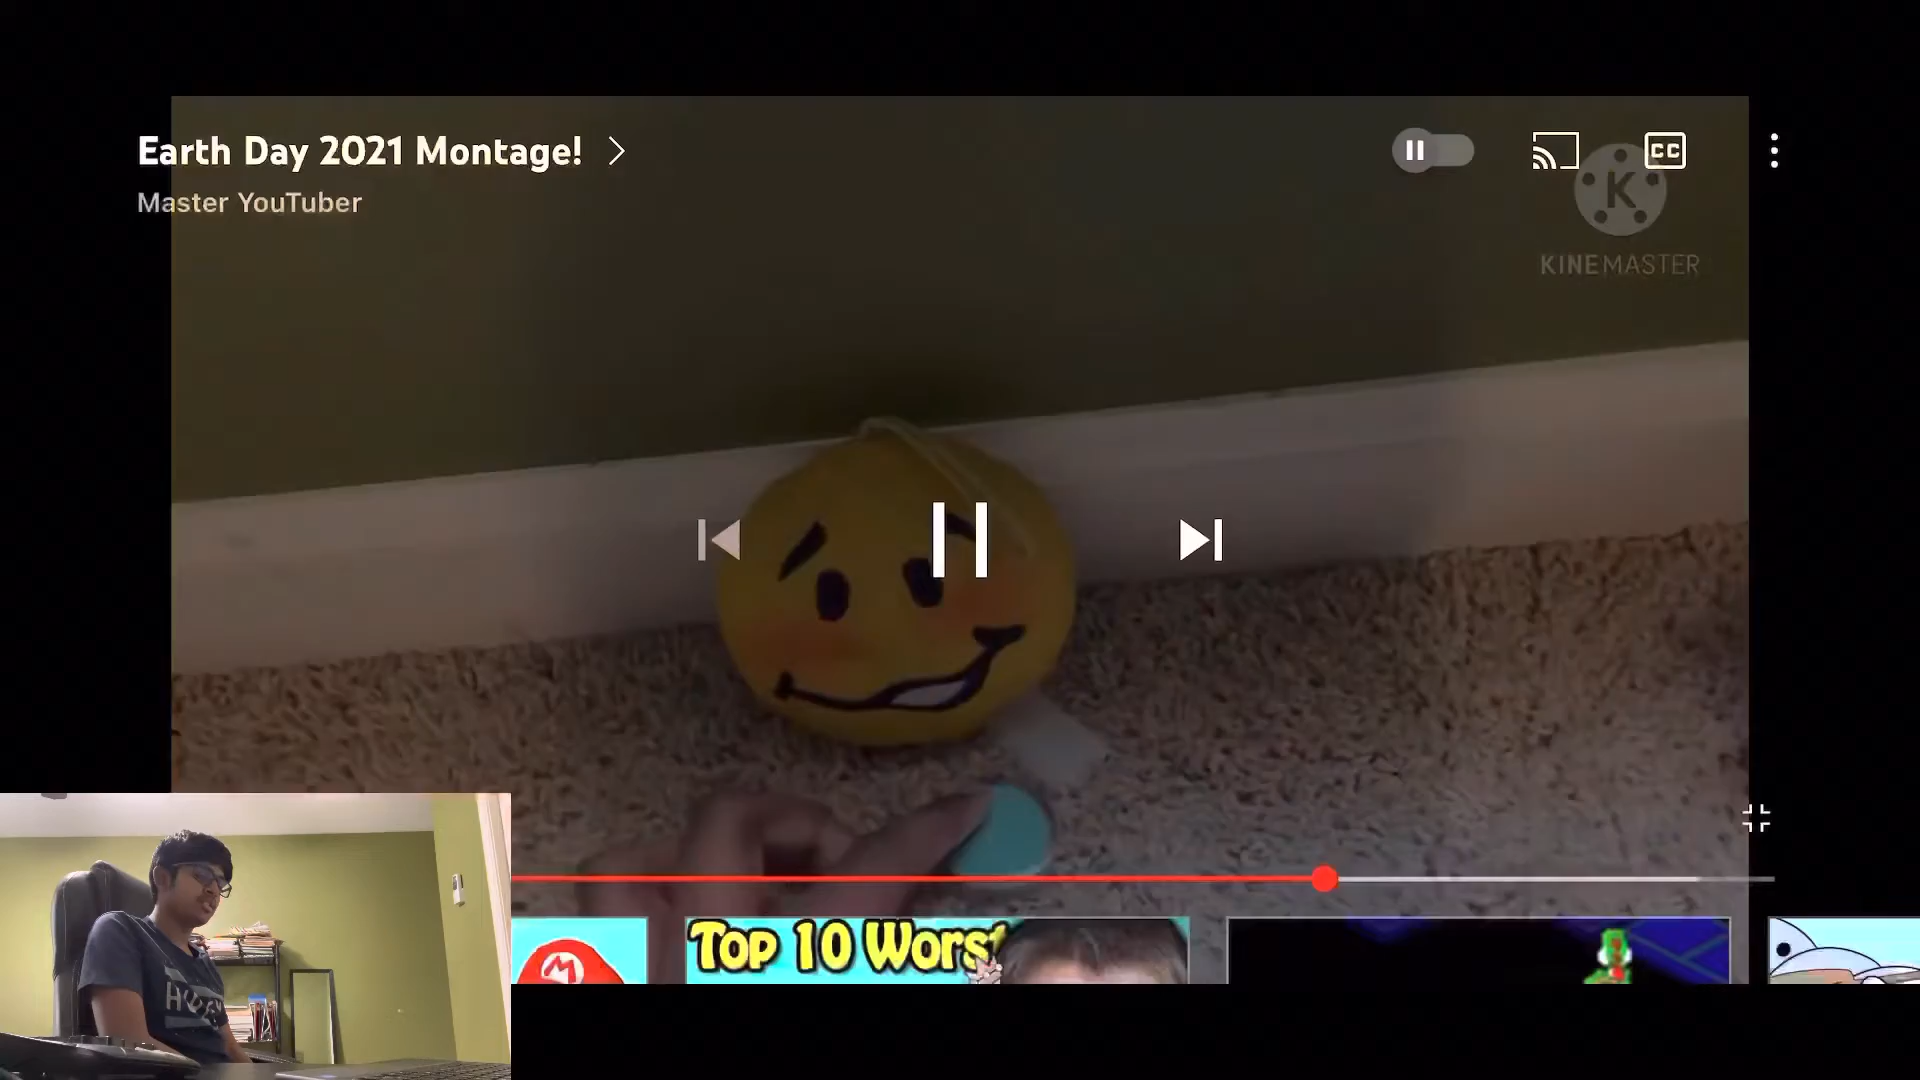 Earth Day 2021 Montage!
Master YouTuber
CC
K
KINEMASTER
M
Top 10 Worst